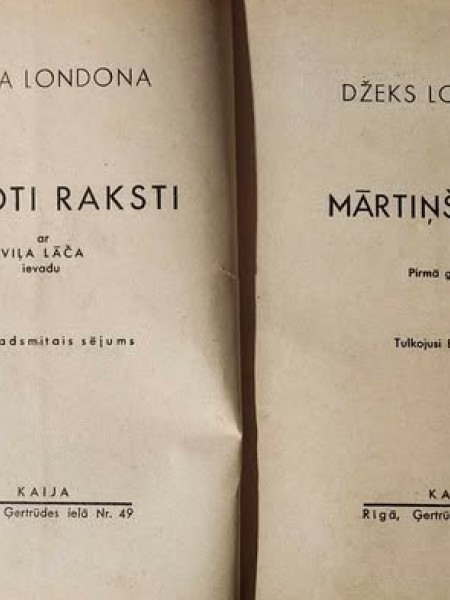 A LONDONA
OTI RAKSTI
ar
VIĻA LĀČA
ievadu
adsmitais sējums
KAIJA
Ģertrūdes ielā Nr. 49
DŽEKS LO
MĀRTIŅŠ
Pirmā g
Tulkojusi
KA
Rīgā, Ģertrū